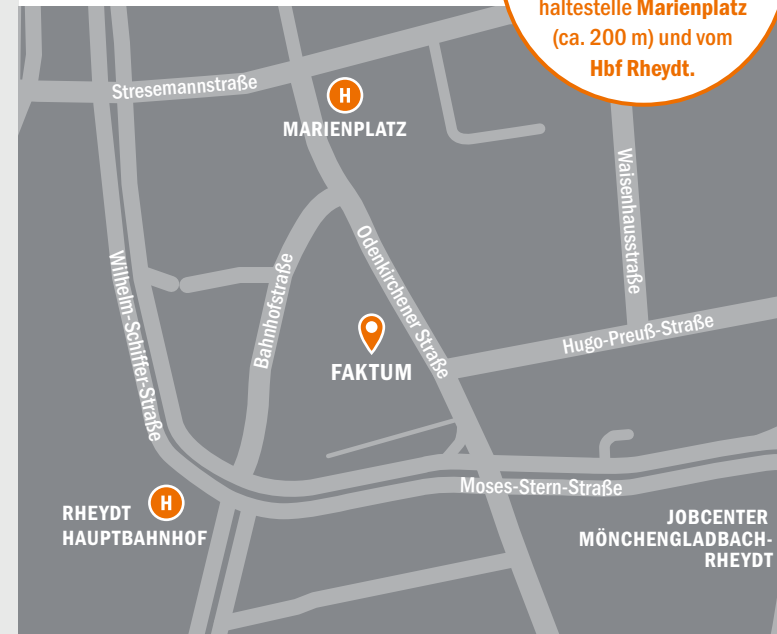 haltestelle Marienplatz
(ca. 200 m) und vom
Hbf Rheydt.
Stresemannstraße
H
MARIENPLATZ
Waisenhausstraße
Odenkirchener Straße
Wilhelm-Schiffer-Straße
Bahnhofstraße
Hugo-Preuß-Straße
FAKTUM
Moses-Stern-Straße
H
RHEYDT
HAUPTBAHNHOF
JOBCENTER
MÖNCHENGLADBACH-
RHEYDT